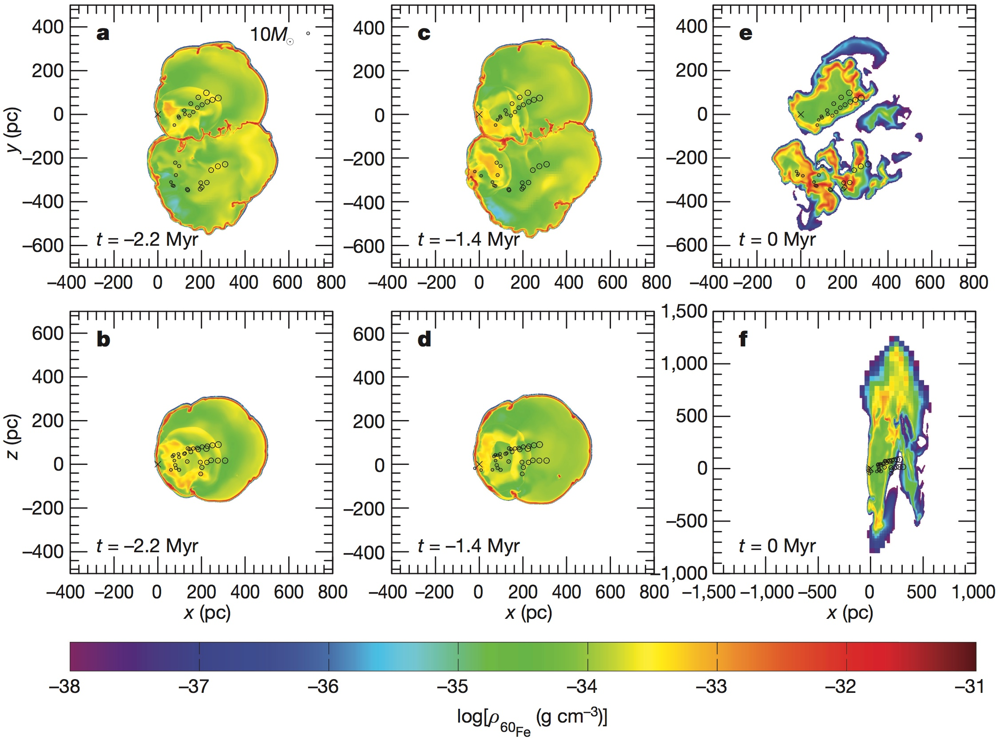 a
10M☉
c
e
400
200
0
−200
−400
−600
y (pc)
t = −2.2 Myr
−400 −200 0 200 400 600 800
400
200
0
−200
−400
−600
t = −1.4 Myr
−400 −200 0 200 400 600 800
400
200
0
−200
−400
−600
t = 0 Myr
−400 −200 0 200 400 600 800
b
600
400
200
0
−200
−400
z (pc)
t = −2.2 Myr
−400 −200 0 200 400 600 800
x (pc)
d
600
400
200
0
−200
−400
t = −1.4 Myr
−400 −200 0 200 400 600 800
x (pc)
f
1,500
1,000
500
0
−500
−1,000
t = 0 Myr
−1,500 −1,000 −500 0 500 1,000
x (pc)
−38 −37 −36 −35 −34 −33 −32 −31
log[ρ60Fe (g cm−3)]